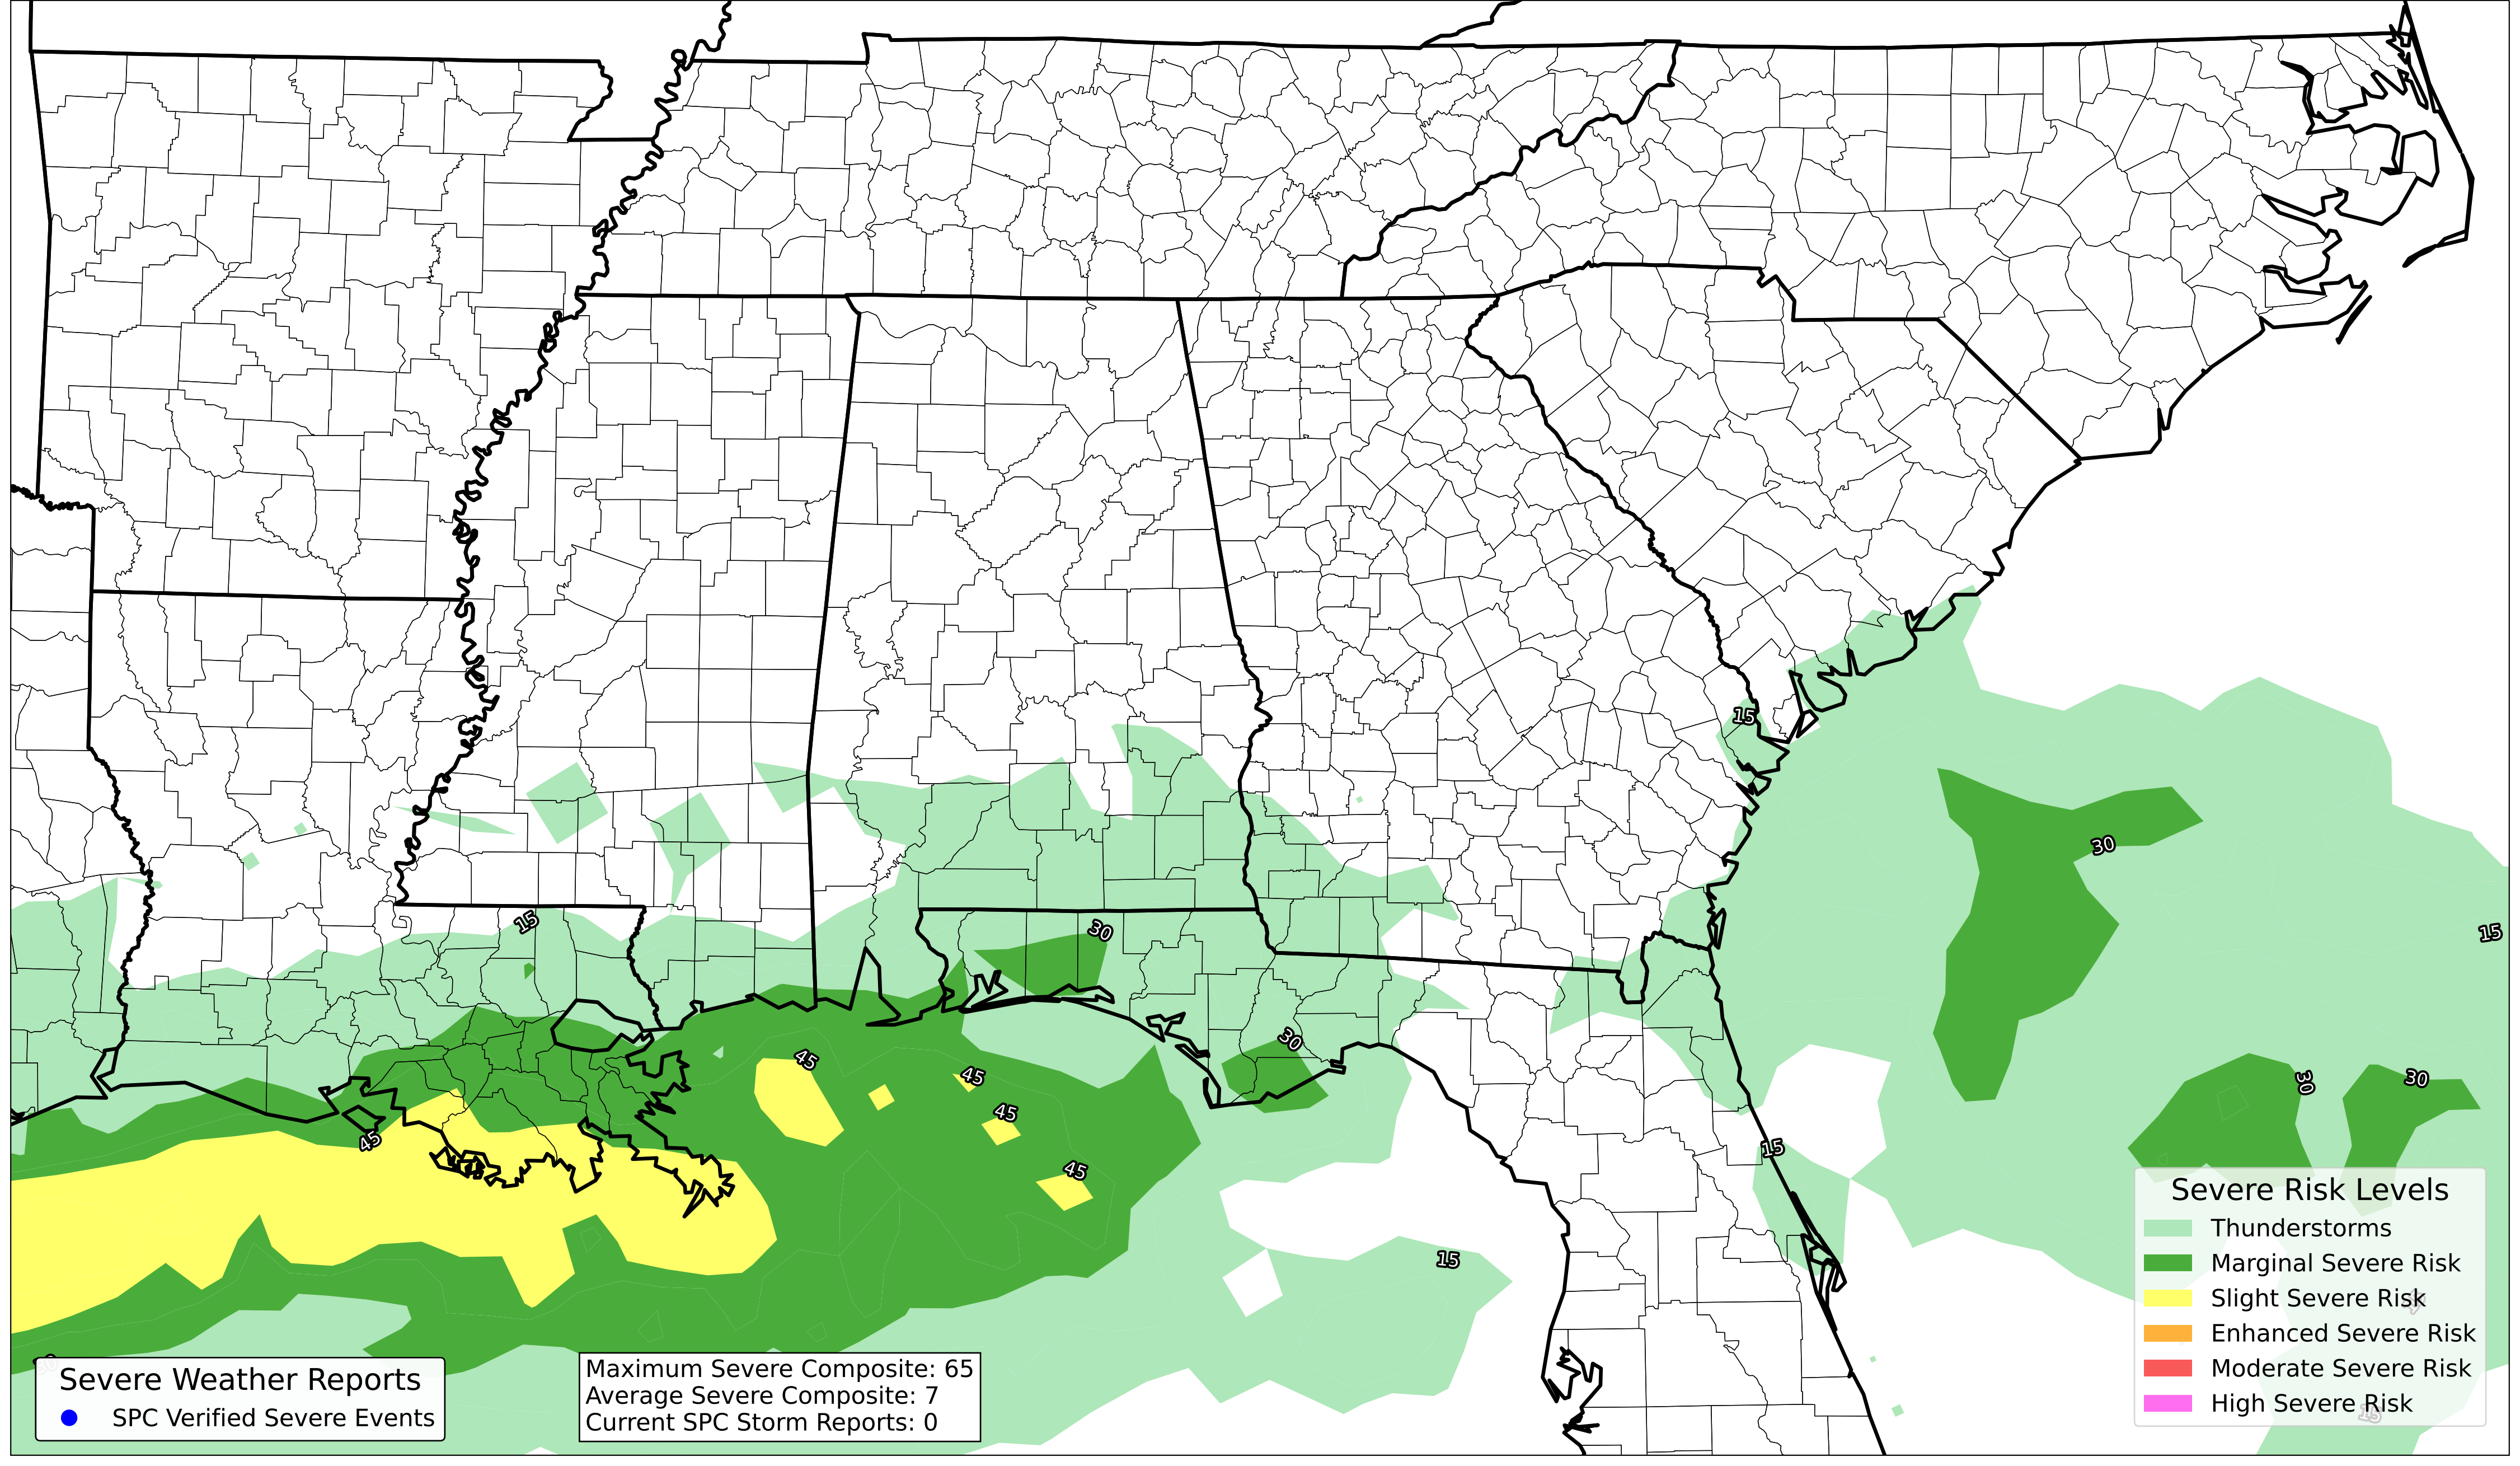 15
15
30
15
30
30
45
45
30
30
45
45
15
45
15
Severe Risk Levels
Thunderstorms
Marginal Severe Risk
Slight Severe Risk
Enhanced Severe Risk
Moderate Severe Risk
High Severe Risk
Severe Weather Reports
SPC Verified Severe Events
Maximum Severe Composite: 65
Average Severe Composite: 7
Current SPC Storm Reports: 0
15